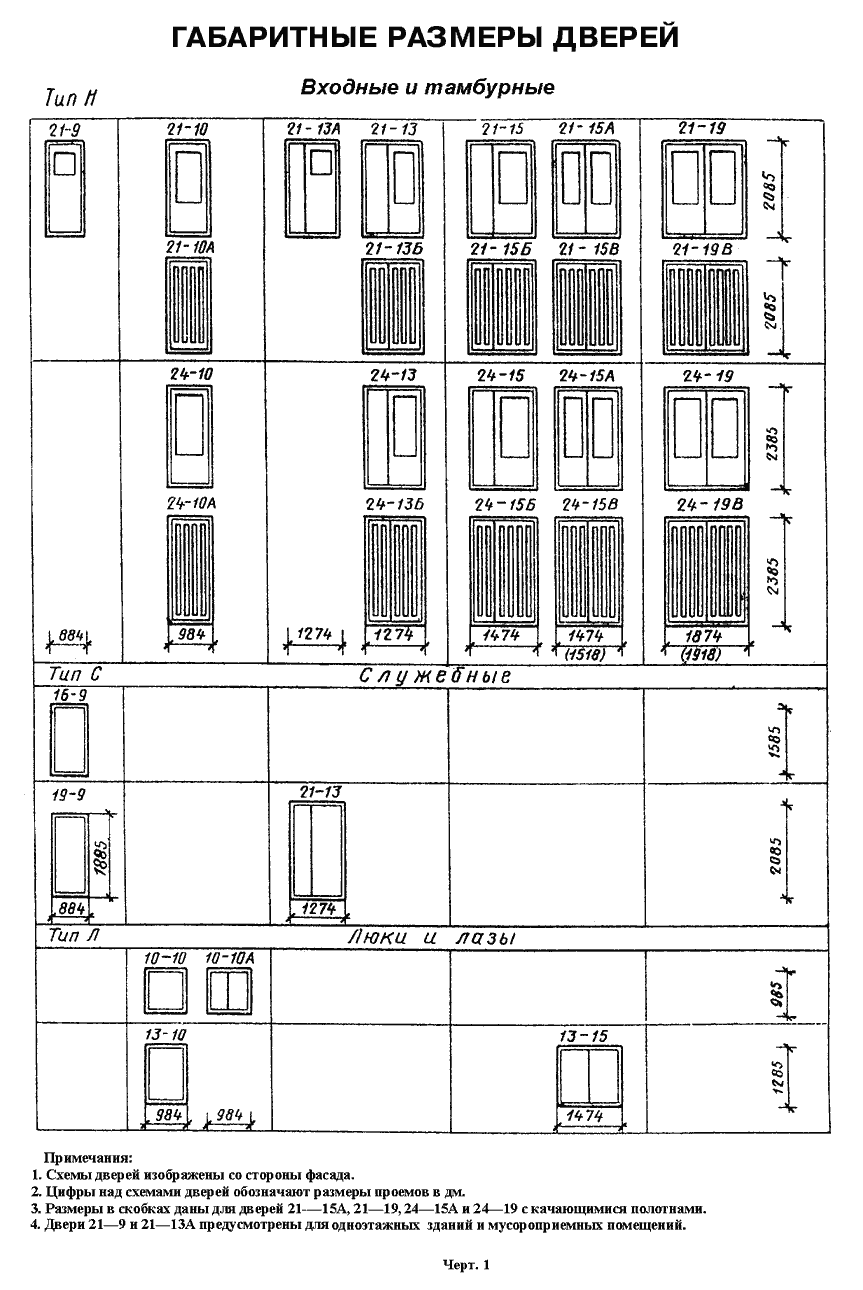 ГАБАРИТНЫЕ РАЗМЕРЫ ДВЕРЕЙ
Входные и тамбурные
Тип Н
21-9 21-10 21-13А 21-13 21-15 21-15А 21-19
2085
21-10А 21-13Б 21-15Б 21-15В 21-19В
2085
24-10 24-13 24-15 24-15А 24-19
2385
24-10А 24-13Б 24-15Б 24-15В 24-19В
2385
884 984 1274 1274 1474 1474 1874
(1518) (1918)
Тип С Служебные
16-9
1585
19-9 21-13
1885 2085
884 1274
Тип Л Люки и лазы
10-10 10-10А
985
13-10 13-15
1285
984 984 1474
Примечания:
1. Схемы дверей изображены со стороны фасада.
2. Цифры над схемами дверей обозначают размеры проемов в дм.
3. Размеры в скобках даны для дверей 21-—15А, 21—19, 24—15А и 24—19 с качающимися полотнами.
4. Двери 21—9 и 21—13А предусмотрены для одноэтажных зданий и мусороприемных помещений.
Черт. 1